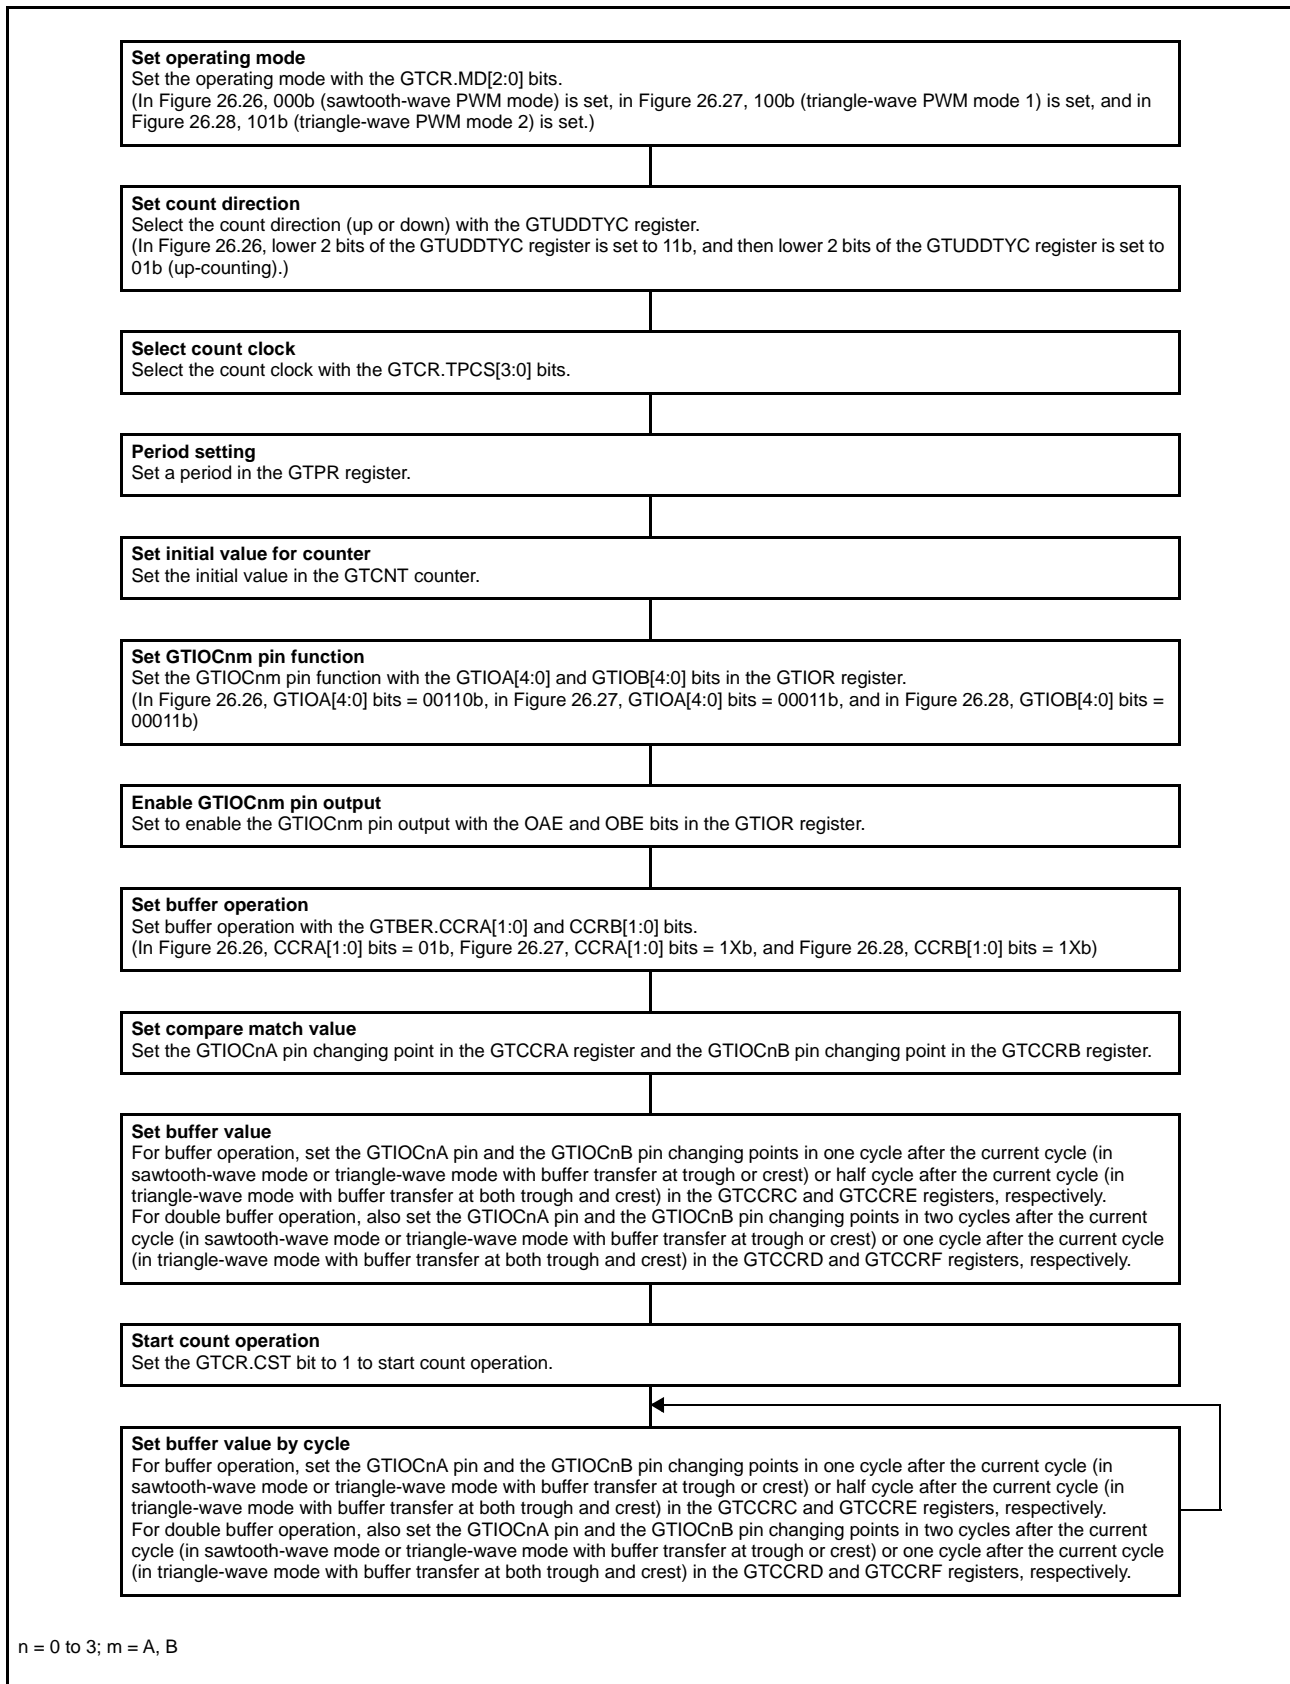 Set operating mode
Set the operating mode with the GTCR.MD[2:0] bits.
(In Figure 26.26, 000b (sawtooth-wave PWM mode) is set, in Figure 26.27, 100b (triangle-wave PWM mode 1) is set, and in
Figure 26.28, 101b (triangle-wave PWM mode 2) is set.)
Set count direction
Select the count direction (up or down) with the GTUDDTYC register.
(In Figure 26.26, lower 2 bits of the GTUDDTYC register is set to 11b, and then lower 2 bits of the GTUDDTYC register is set to
01b (up-counting).)
Select count clock
Select the count clock with the GTCR.TPCS[3:0] bits.
Period setting
Set a period in the GTPR register.
Set initial value for counter
Set the initial value in the GTCNT counter.
Set GTIOCnm pin function
Set the GTIOCnm pin function with the GTIOA[4:0] and GTIOB[4:0] bits in the GTIOR register.
(In Figure 26.26, GTIOA[4:0] bits = 00110b, in Figure 26.27, GTIOA[4:0] bits = 00011b, and in Figure 26.28, GTIOB[4:0] bits =
00011b)
Enable GTIOCnm pin output
Set to enable the GTIOCnm pin output with the OAE and OBE bits in the GTIOR register.
Set buffer operation
Set buffer operation with the GTBER.CCRA[1:0] and CCRB[1:0] bits.
(In Figure 26.26, CCRA[1:0] bits = 01b, Figure 26.27, CCRA[1:0] bits = 1Xb, and Figure 26.28, CCRB[1:0] bits = 1Xb)
Set compare match value
Set the GTIOCnA pin changing point in the GTCCRA register and the GTIOCnB pin changing point in the GTCCRB register.
Set buffer value
For buffer operation, set the GTIOCnA pin and the GTIOCnB pin changing points in one cycle after the current cycle (in
sawtooth-wave mode or triangle-wave mode with buffer transfer at trough or crest) or half cycle after the current cycle (in
triangle-wave mode with buffer transfer at both trough and crest) in the GTCCRC and GTCCRE registers, respectively.
For double buffer operation, also set the GTIOCnA pin and the GTIOCnB pin changing points in two cycles after the current
cycle (in sawtooth-wave mode or triangle-wave mode with buffer transfer at trough or crest) or one cycle after the current cycle
(in triangle-wave mode with buffer transfer at both trough and crest) in the GTCCRD and GTCCRF registers, respectively.
Start count operation
Set the GTCR.CST bit to 1 to start count operation.
Set buffer value by cycle
For buffer operation, set the GTIOCnA pin and the GTIOCnB pin changing points in one cycle after the current cycle (in
sawtooth-wave mode or triangle-wave mode with buffer transfer at trough or crest) or half cycle after the current cycle (in
triangle-wave mode with buffer transfer at both trough and crest) in the GTCCRC and GTCCRE registers, respectively.
For double buffer operation, also set the GTIOCnA pin and the GTIOCnB pin changing points in two cycles after the current
cycle (in sawtooth-wave mode or triangle-wave mode with buffer transfer at trough or crest) or one cycle after the current cycle
(in triangle-wave mode with buffer transfer at both trough and crest) in the GTCCRD and GTCCRF registers, respectively.
n = 0 to 3; m = A, B